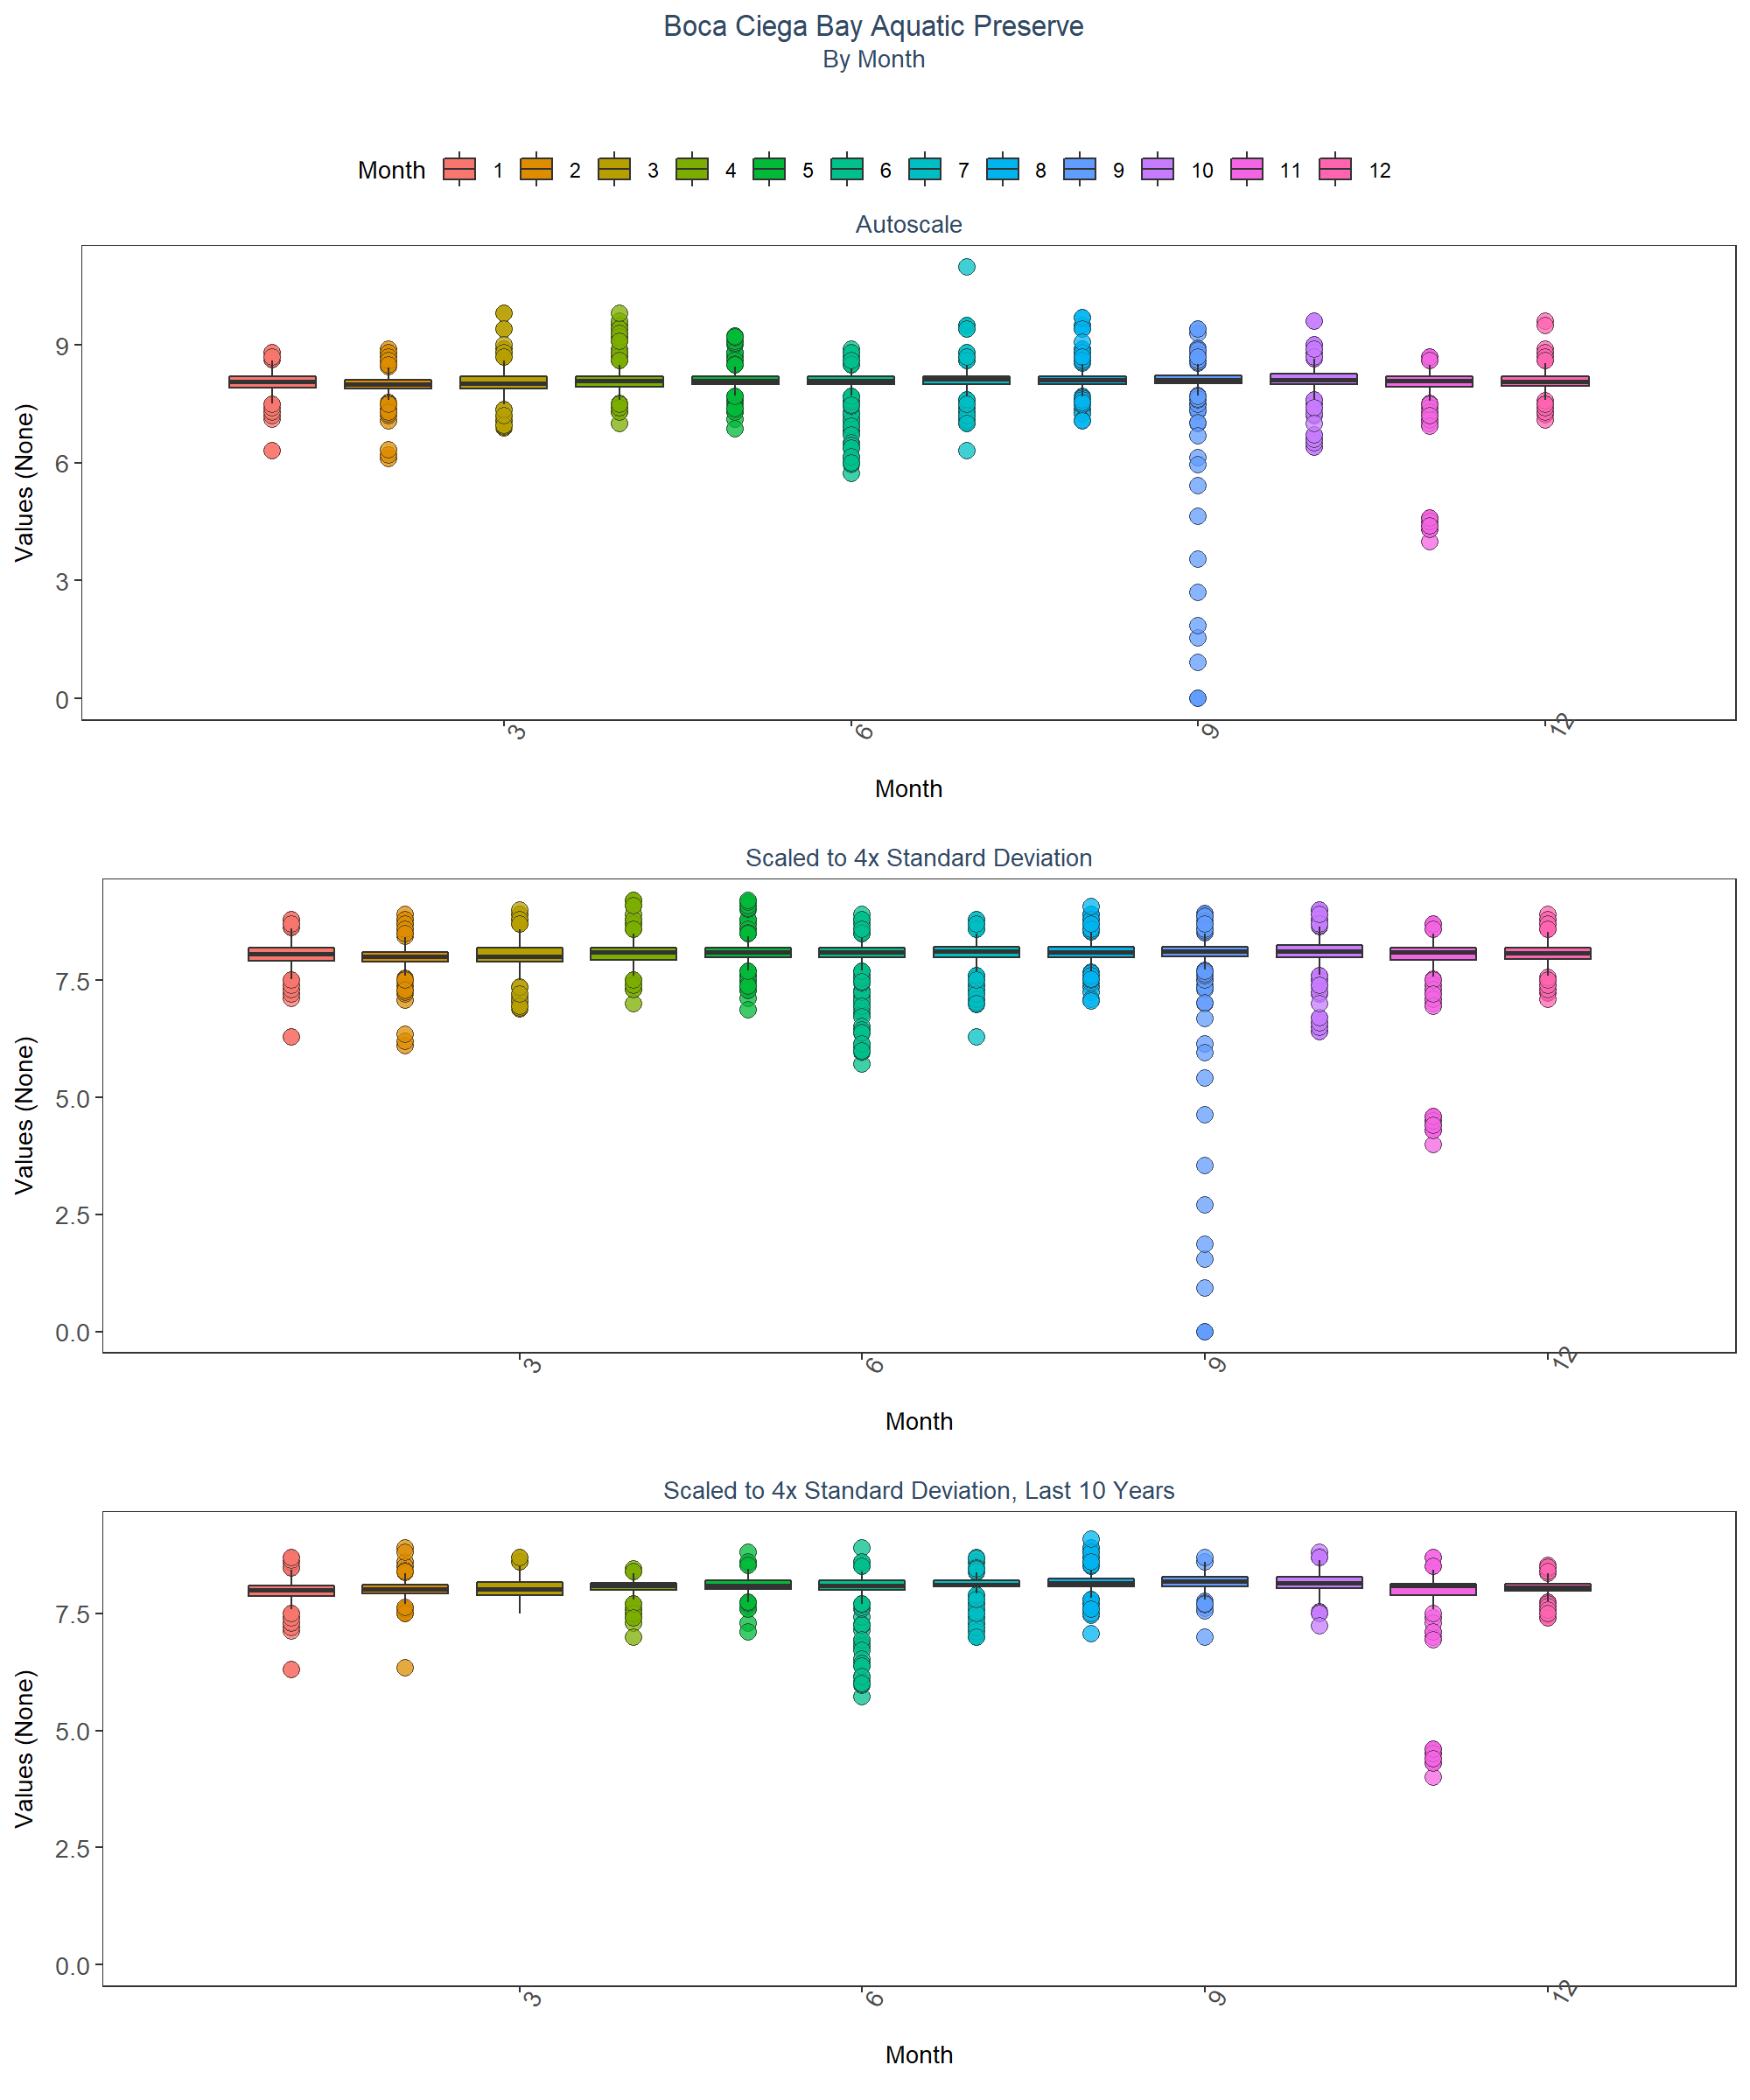 Boca Ciega Bay Aquatic Preserve
By Month
Month 1 2 3 4 5 6 7 8 9 10 11 12
Autoscale
Values (None)
9
6
3
0
3 6 9 12
Month
Scaled to 4x Standard Deviation
Values (None)
7.5
5.0
2.5
0.0
3 6 9 12
Month
Scaled to 4x Standard Deviation, Last 10 Years
Values (None)
7.5
5.0
2.5
0.0
3 6 9 12
Month